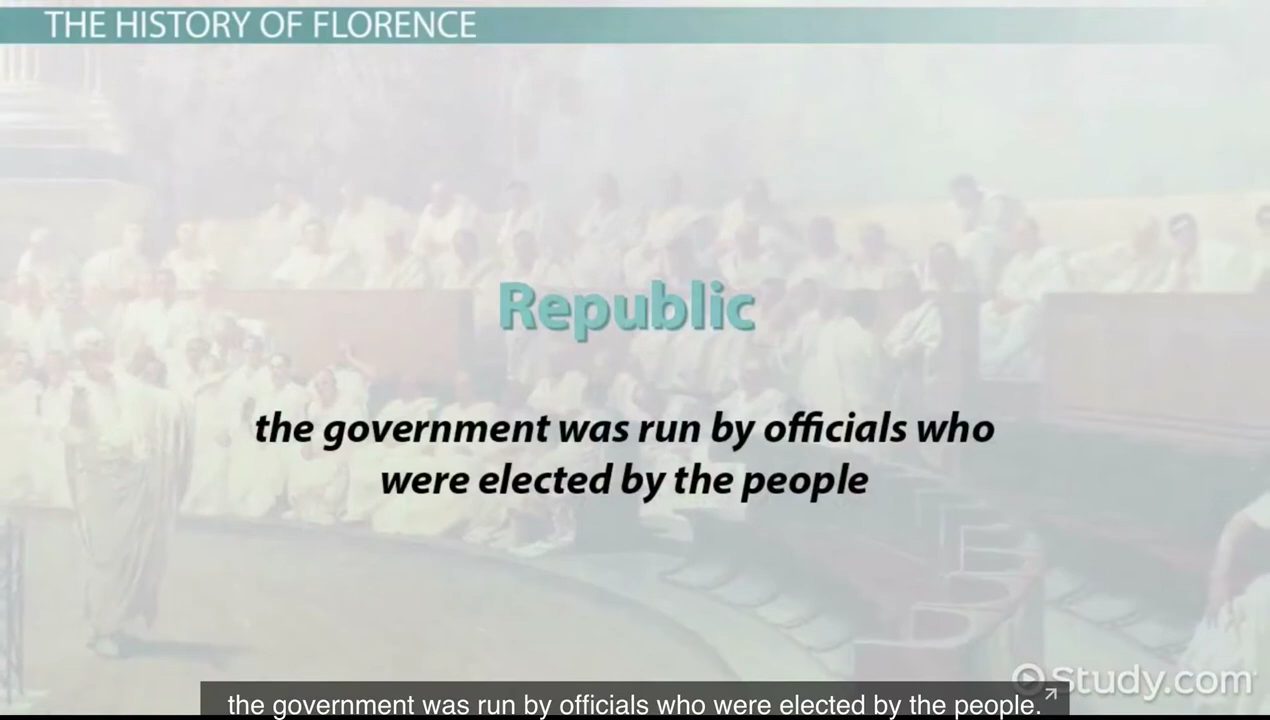 THE HISTORY OF FLORENCE
Republic
the government was run by officials who
were elected by the people
Study.com
the government was run by officials who were elected by the people.